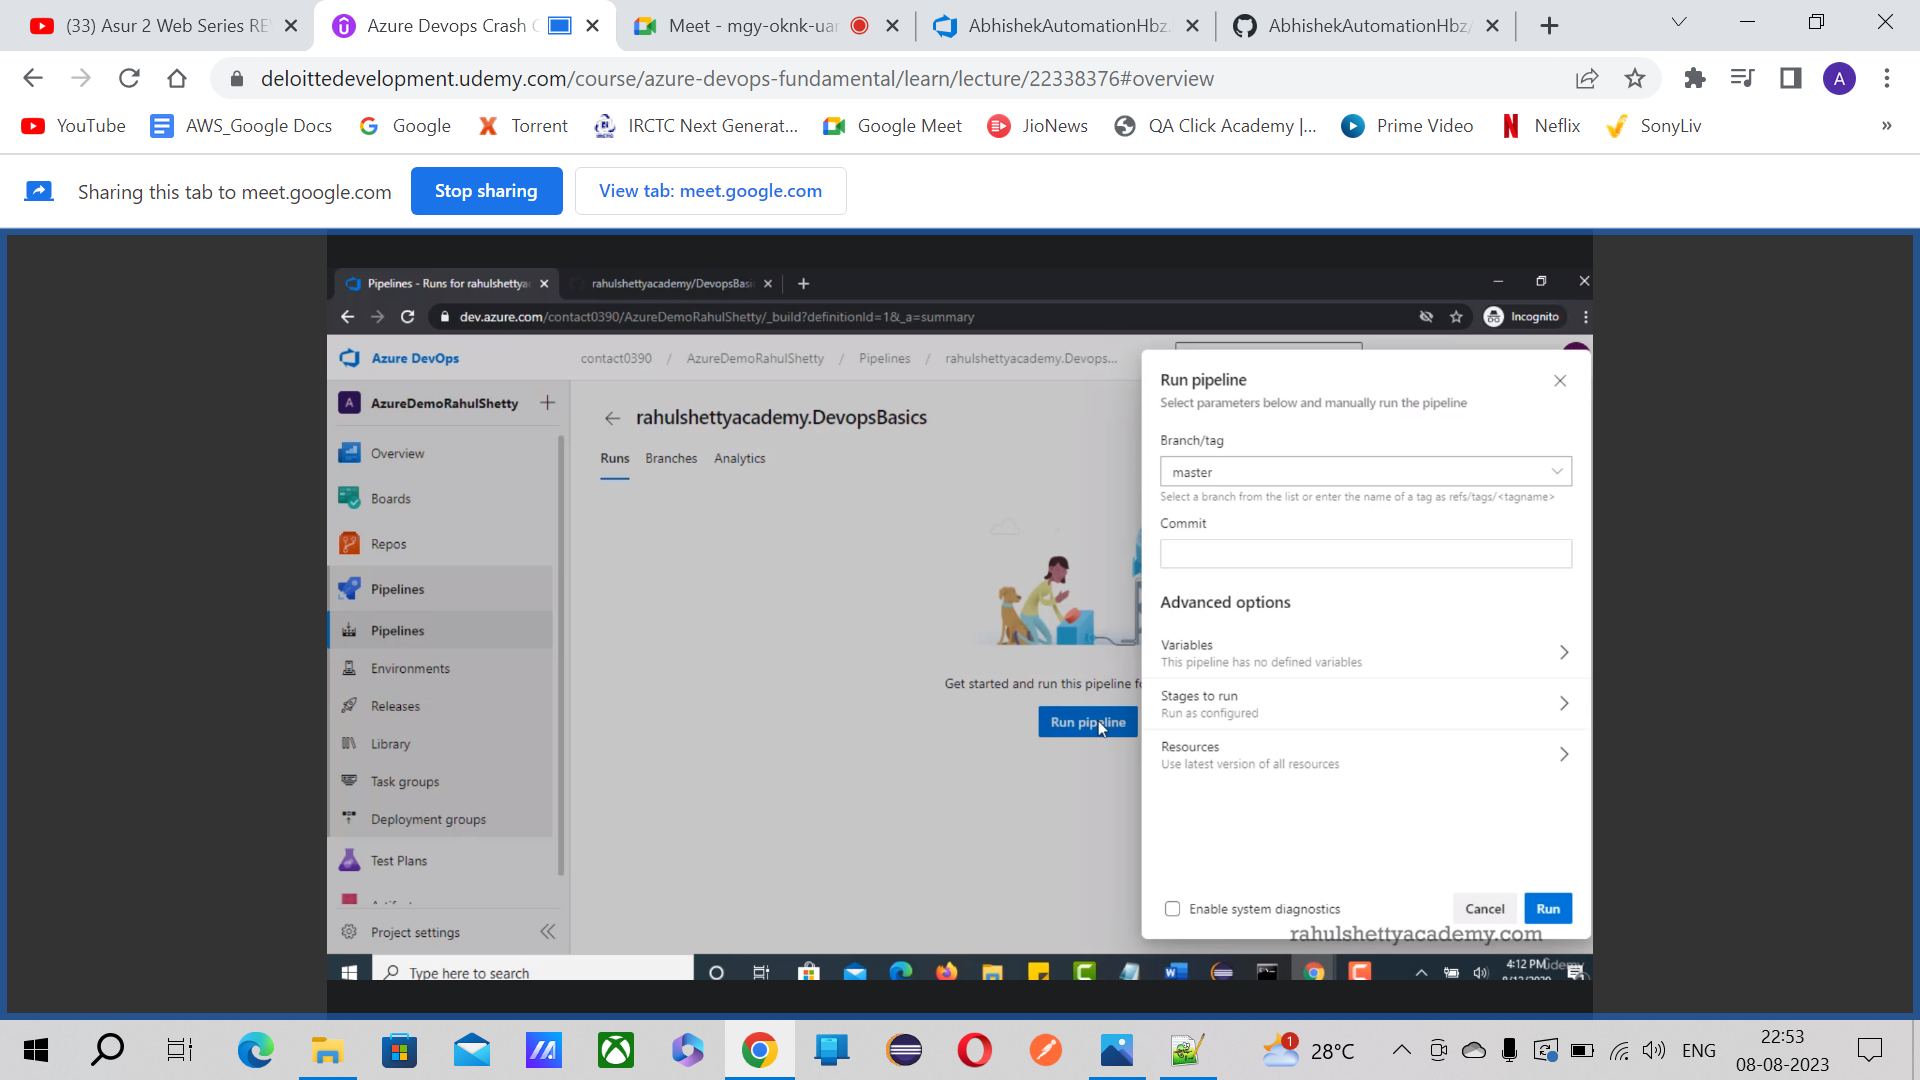 (33) Asur 2 Web Series RE
Azure Devops Crash C
Meet - mgy-oknk-uar
AbhishekAutomationHbz.
AbhishekAutomationHbz/
deloittedevelopment.udemy.com/course/azure-devops-fundamental/learn/lecture/22338376#overview
A
YouTube
AWS_Google Docs
Google
Torrent
IRCTC Next Generat...
Google Meet
JioNews
QA Click Academy |...
Prime Video
Neflix
SonyLiv
»
Sharing this tab to meet.google.com
Stop sharing
View tab: meet.google.com
Pipelines - Runs for rahulshettya
rahulshettyacademy/DevopsBasi
dev.azure.com/contact0390/AzureDemoRahulShetty/_build?definitionId=1&_a=summary
Incognito
Azure DevOps
contact0390 / AzureDemoRahulShetty / Pipelines / rahulshettyacademy.Devops...
A AzureDemoRahulShetty
Overview
Boards
Repos
Pipelines
Pipelines
Environments
Releases
Library
Task groups
Deployment groups
Test Plans
Project settings
rahulshettyacademy.DevopsBasics
Runs Branches Analytics
Get started and run this pipeline fo
Run pipeline
Run pipeline
Select parameters below and manually run the pipeline
Branch/tag
master
Select a branch from the list or enter the name of a tag as refs/tags/<tagname>
Commit
Advanced options
Variables
This pipeline has no defined variables
Stages to run
Run as configured
Resources
Use latest version of all resources
Enable system diagnostics
Cancel
Run
rahulshettyacademy.com
Type here to search
4:12 PM
udemy
1
28°C
ENG
22:53
08-08-2023